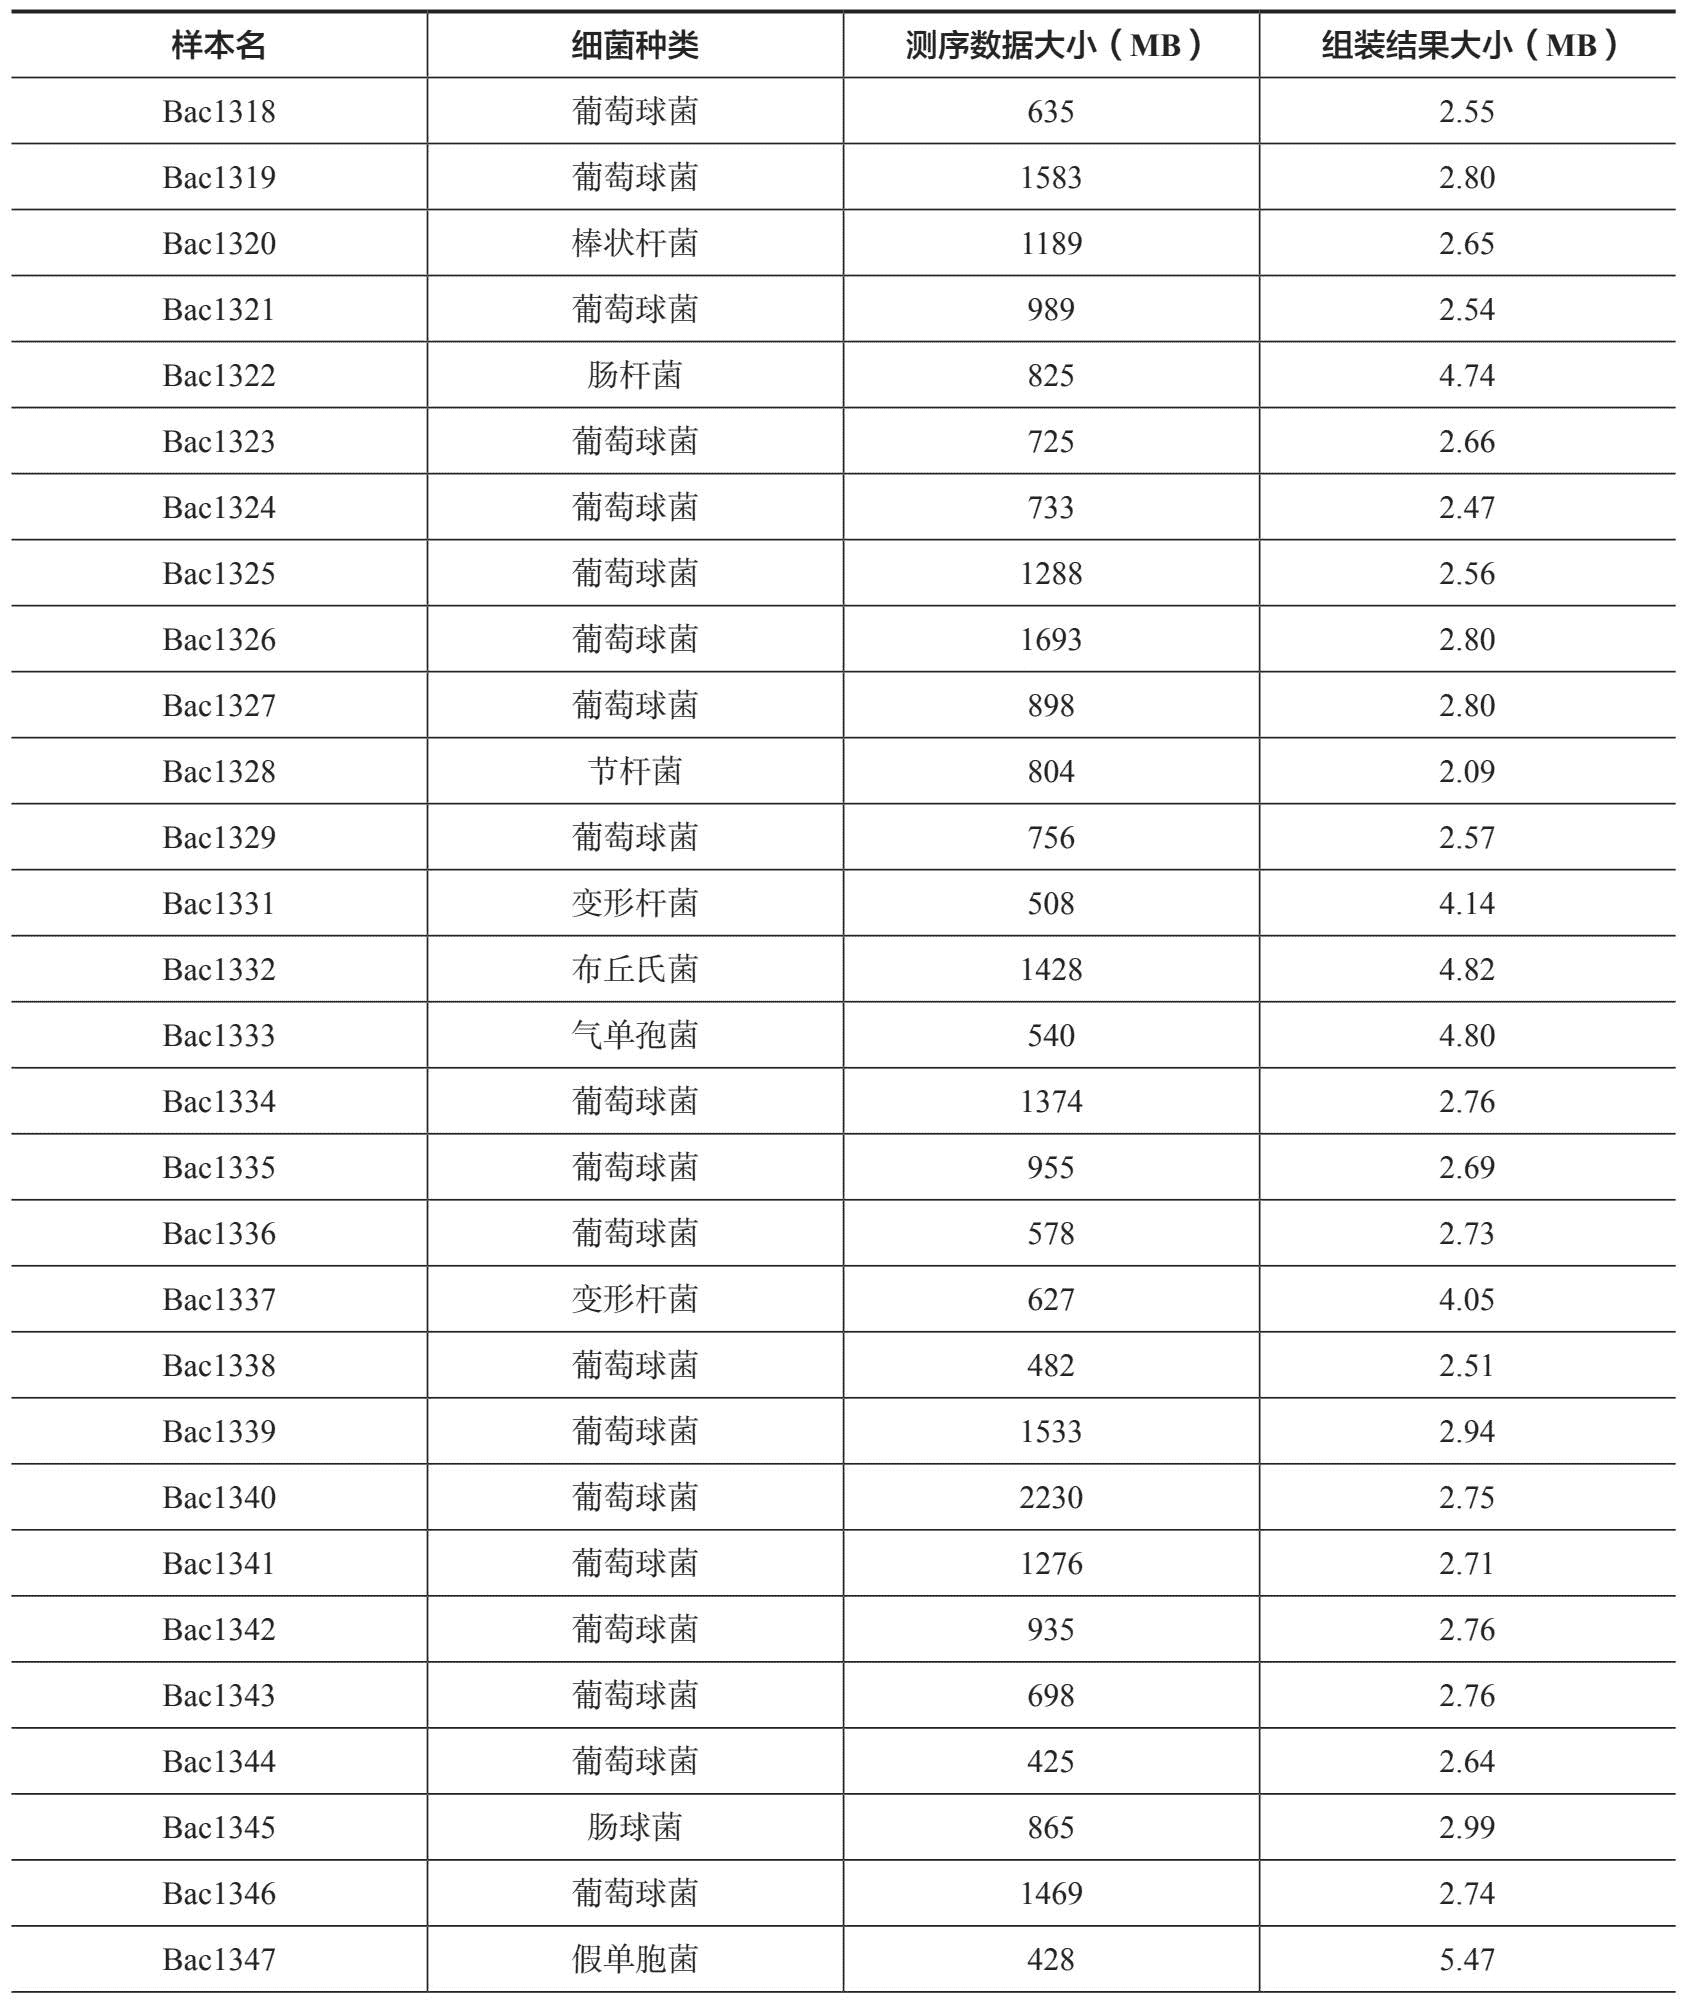 样本名 细菌种类 测序数据大小（MB） 组装结果大小（MB）
Bac1318 葡萄球菌 635 2.55
Bac1319 葡萄球菌 1583 2.80
Bac1320 棒状杆菌 1189 2.65
Bac1321 葡萄球菌 989 2.54
Bac1322 肠杆菌 825 4.74
Bac1323 葡萄球菌 725 2.66
Bac1324 葡萄球菌 733 2.47
Bac1325 葡萄球菌 1288 2.56
Bac1326 葡萄球菌 1693 2.80
Bac1327 葡萄球菌 898 2.80
Bac1328 节杆菌 804 2.09
Bac1329 葡萄球菌 756 2.57
Bac1331 变形杆菌 508 4.14
Bac1332 布丘氏菌 1428 4.82
Bac1333 气单孢菌 540 4.80
Bac1334 葡萄球菌 1374 2.76
Bac1335 葡萄球菌 955 2.69
Bac1336 葡萄球菌 578 2.73
Bac1337 变形杆菌 627 4.05
Bac1338 葡萄球菌 482 2.51
Bac1339 葡萄球菌 1533 2.94
Bac1340 葡萄球菌 2230 2.75
Bac1341 葡萄球菌 1276 2.71
Bac1342 葡萄球菌 935 2.76
Bac1343 葡萄球菌 698 2.76
Bac1344 葡萄球菌 425 2.64
Bac1345 肠球菌 865 2.99
Bac1346 葡萄球菌 1469 2.74
Bac1347 假单胞菌 428 5.47